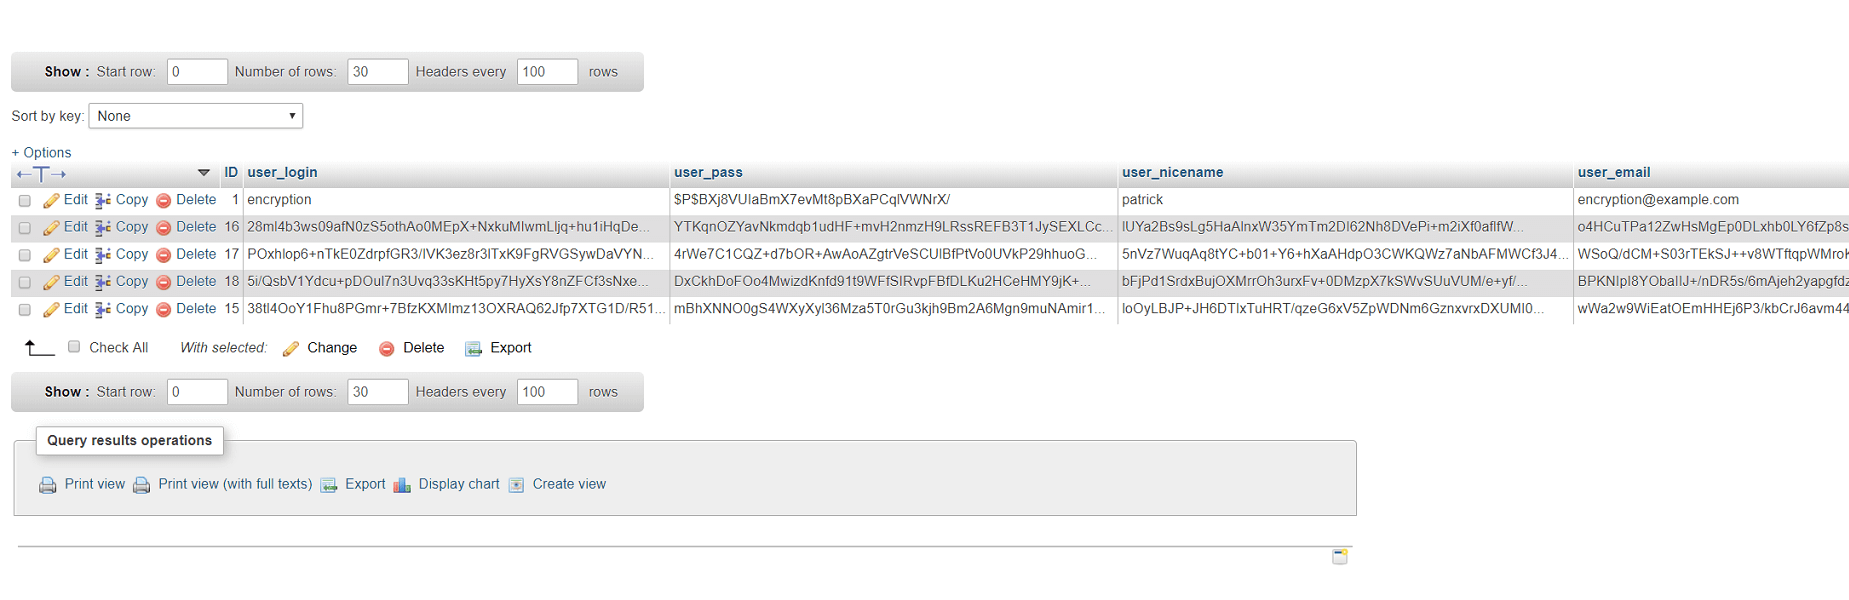 Show : Start row: 0 Number of rows: 30 Headers every 100 rows
Sort by key: None
+ Options
←T→ ID user_login user_pass user_nicename user_email
Edit Copy Delete 1 encryption $P$BXj8VUIaBmX7evMt8pBXaPCqlVWNrX/ patrick encryption@example.com
Edit Copy Delete 16 28ml4b3ws09afN0zS5othAo0MEpX+NxkuMlwmLljq+hu1iHqDe... YTKqnOZYavNkmdqb1udHF+mvH2nmzH9LRssREFB3T1JySEXLCc... lUYa2Bs9sLg5HaAlnxW35YmTm2Dl62Nh8DVePi+m2iXf0aflfW... o4HCuTPa12ZwHsMgEp0DLxhb0LY6fZp8s
Edit Copy Delete 17 POxhlop6+nTkE0ZdrpfGR3/lVK3ez8r3lTxK9FgRVGSywDaVYN... 4rWe7C1CQZ+d7bOR+AwAoAZgtrVeSCUlBfPtVo0UVkP29hhuoG... 5nVz7WuqAq8tYC+b01+Y6+hXaAHdpO3CWKQWz7aNbAFMWCf3J4... WSoQ/dCM+S03rTEkSJ++v8WTftqpWMroK
Edit Copy Delete 18 5i/QsbV1Ydcu+pDOul7n3Uvq33sKHt5py7HyXsY8nZFCf3sNxe... DxCkhDoFOo4MwizdKnfd91t9WFfSlRvpFBfDLKu2HCeHMY9jK+... bFjPd1SrdxBujOXMrrOh3urxFv+0DMzpX7kSWvSUuVUM/e+yf/... BPKNlpl8YOballJ+/nDR5s/6mAjeh2yapgfdz
Edit Copy Delete 15 38tl4OoY1Fhu8PGmr+7BfzKXMlmz13OXRAQ62Jfp7XTG1D/R51... mBhXNNO0gS4WXyXyl36Mza5T0rGu3kjh9Bm2A6Mgn9muNAmir1... loOyLBJP+JH6DTlxTuHRT/qzeG6xV5ZpWDNm6GznxvrxDXUMl0... wWa2w9WiEatOEmHHEj6P3/kbCrJ6avm44
Check All With selected: Change Delete Export
Show : Start row: 0 Number of rows: 30 Headers every 100 rows
Query results operations
Print view Print view (with full texts) Export Display chart Create view